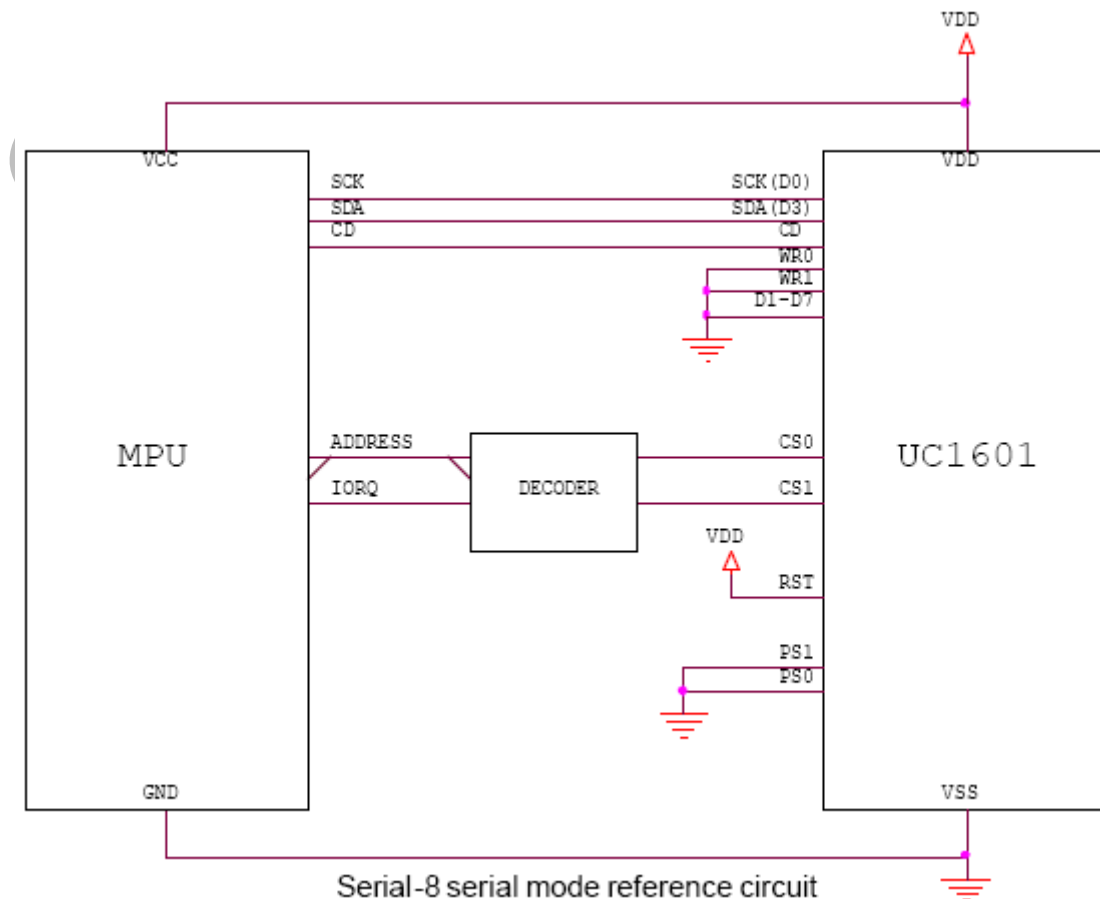 VDD
VCC
VDD
SCK
SCK(D0)
SDA
SDA(D3)
CD
CD
WR0
WR1
D1-D7
ADDRESS
CS0
MPU
UC1601
IORQ
DECODER
CS1
VDD
RST
PS1
PS0
GND
VSS
Serial-8 serial mode reference circuit